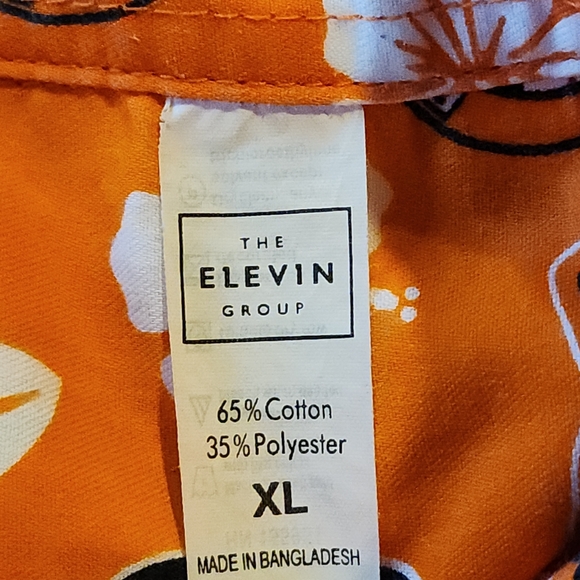 THE
ELEVIN
GROUP
65% Cotton
35% Polyester
XL
MADE IN BANGLADESH